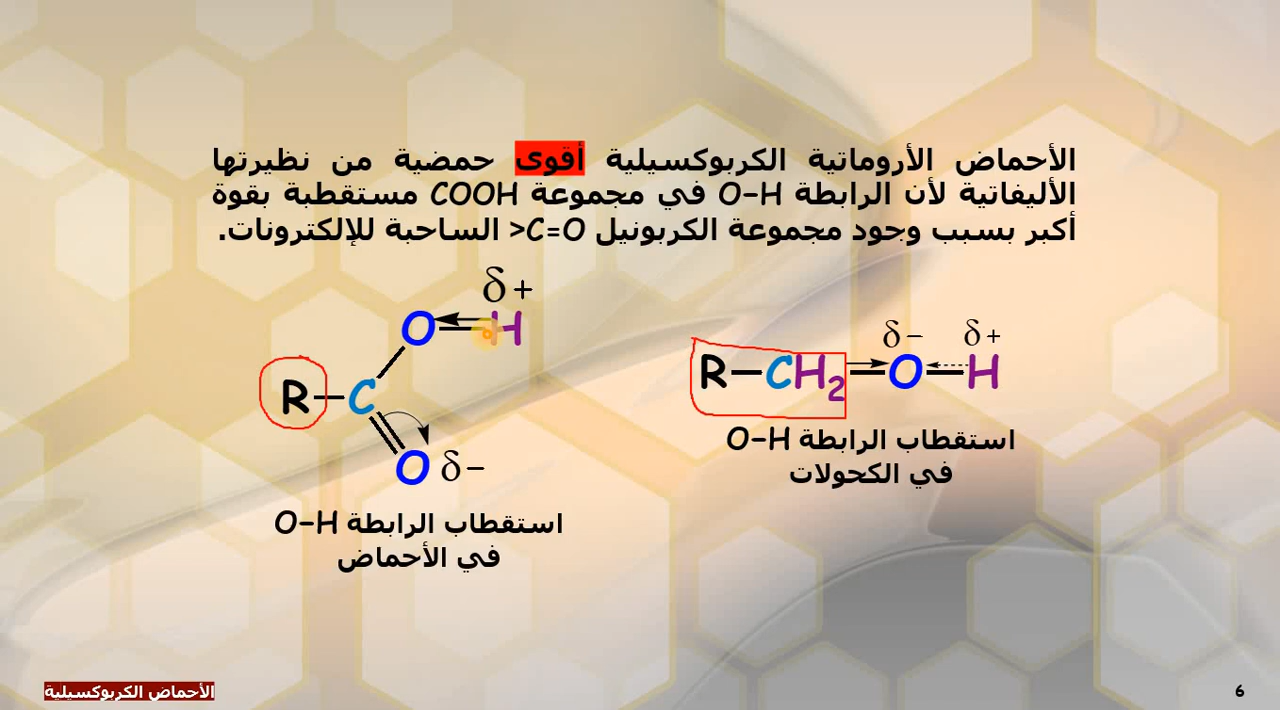 الأحماض الأروماتية الكربوكسيلية أقوى حمضية من نظيرتها
الأليفاتية لأن الرابطة O–H في مجموعة COOH مستقطبة بقوة
أكبر بسبب وجود مجموعة الكربونيل C=O< الساحبة للإلكترونات.
δ+
O H
R–C
O δ–
استقطاب الرابطة O–H
في الأحماض
δ– δ+
R–CH2–O–H
استقطاب الرابطة O–H
في الكحولات
الأحماض الكربوكسيلية
6